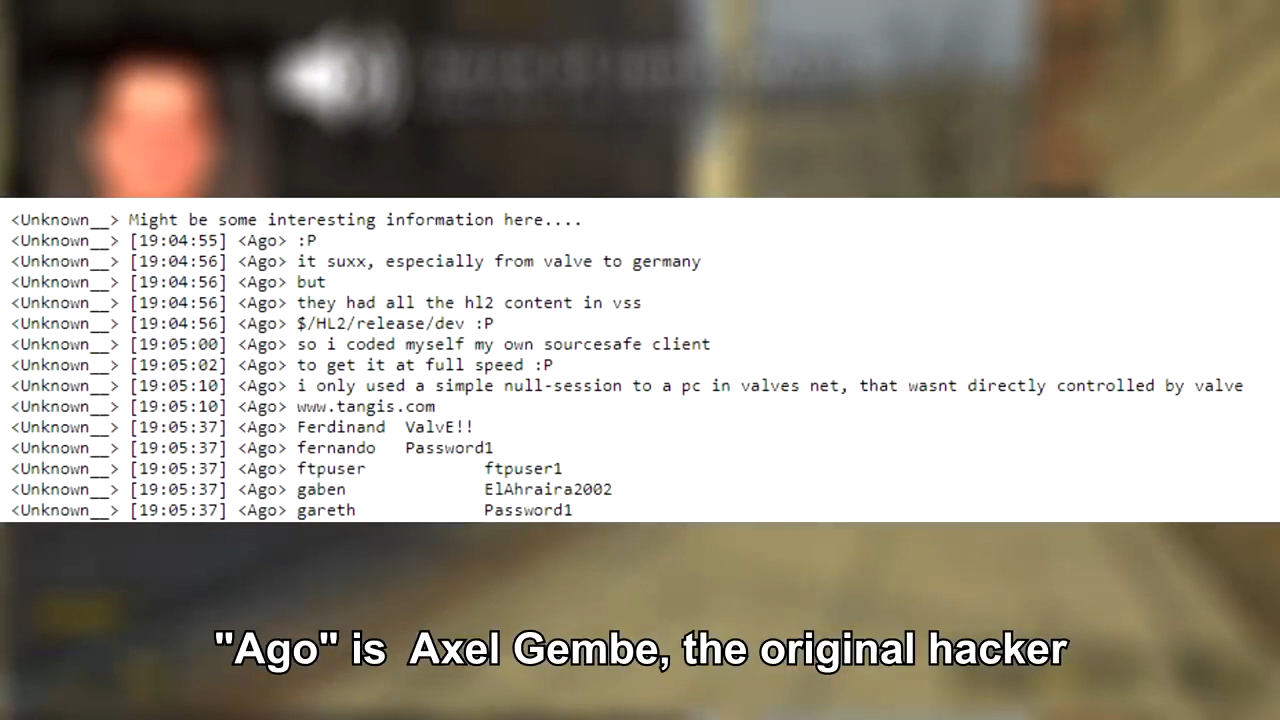 <Unknown__> Might be some interesting information here....
<Unknown__> [19:04:55] <Ago> :P
<Unknown__> [19:04:56] <Ago> it suxx, especially from valve to germany
<Unknown__> [19:04:56] <Ago> but
<Unknown__> [19:04:56] <Ago> they had all the hl2 content in vss
<Unknown__> [19:04:56] <Ago> $/HL2/release/dev :P
<Unknown__> [19:05:00] <Ago> so i coded myself my own sourcesafe client
<Unknown__> [19:05:02] <Ago> to get it at full speed :P
<Unknown__> [19:05:10] <Ago> i only used a simple null-session to a pc in valves net, that wasnt directly controlled by valve
<Unknown__> [19:05:10] <Ago> www.tangis.com
<Unknown__> [19:05:37] <Ago> Ferdinand  ValvE!!
<Unknown__> [19:05:37] <Ago> fernando   Password1
<Unknown__> [19:05:37] <Ago> ftpuser            ftpuser1
<Unknown__> [19:05:37] <Ago> gaben              ElAhraira2002
<Unknown__> [19:05:37] <Ago> gareth             Password1
"Ago" is  Axel Gembe, the original hacker